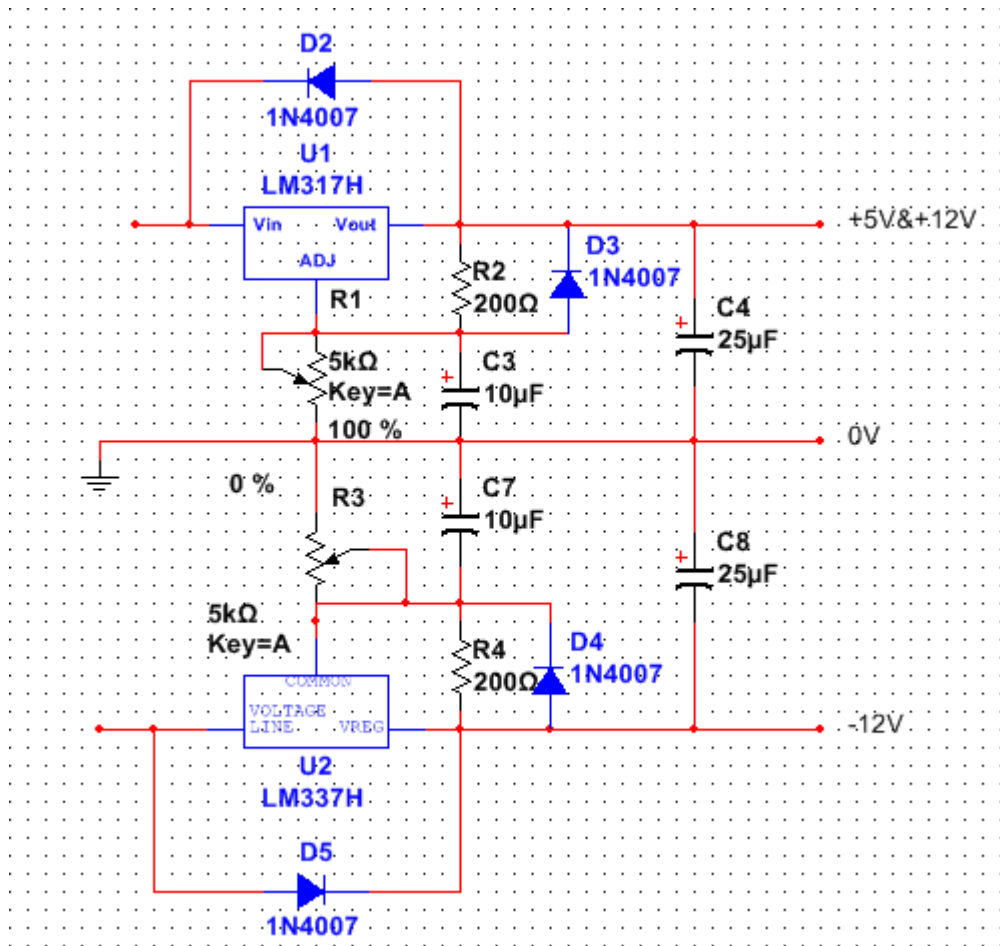 D2
1N4007
U1
LM317H
Vin
Vout
ADJ
+5V&+12V
D3
1N4007
R2
200Ω
R1
5kΩ
Key=A
100 %
+
C3
10µF
+
C4
25µF
0V
0 %
R3
+
C7
10µF
+
C8
25µF
5kΩ
Key=A
R4
200Ω
D4
1N4007
COMMON
VOLTAGE
LINE
VREG
-12V
U2
LM337H
D5
1N4007